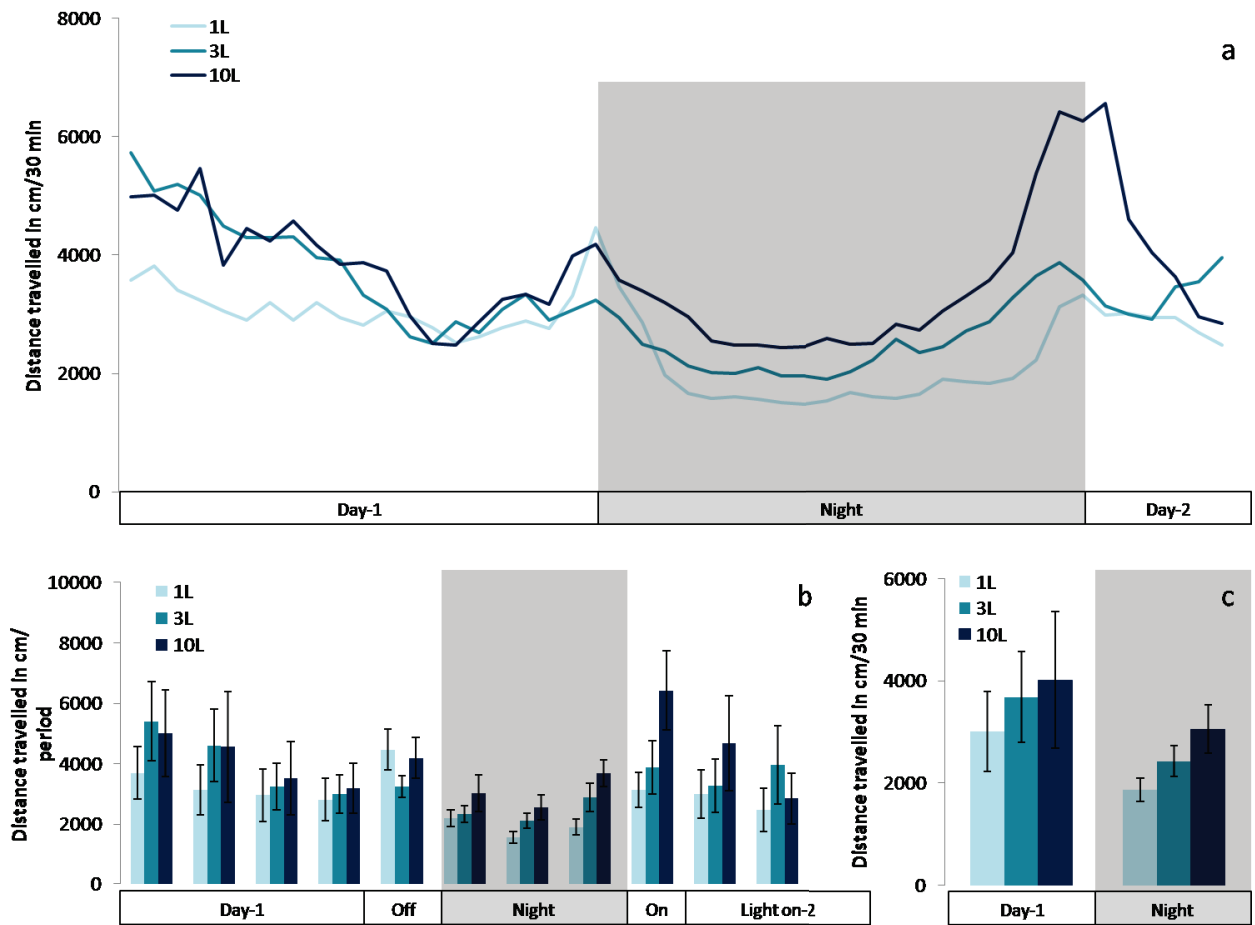 8000
6000
4000
2000
0
Distance travelled in cm/30 min
1L
3L
10L
a
Day-1 Night Day-2
10000
8000
6000
4000
2000
0
Distance travelled in cm/
period
1L
3L
10L
b
Day-1 Off Night On Light on-2
6000
4000
2000
0
Distance travelled in cm/30 min
1L
3L
10L
c
Day-1 Night